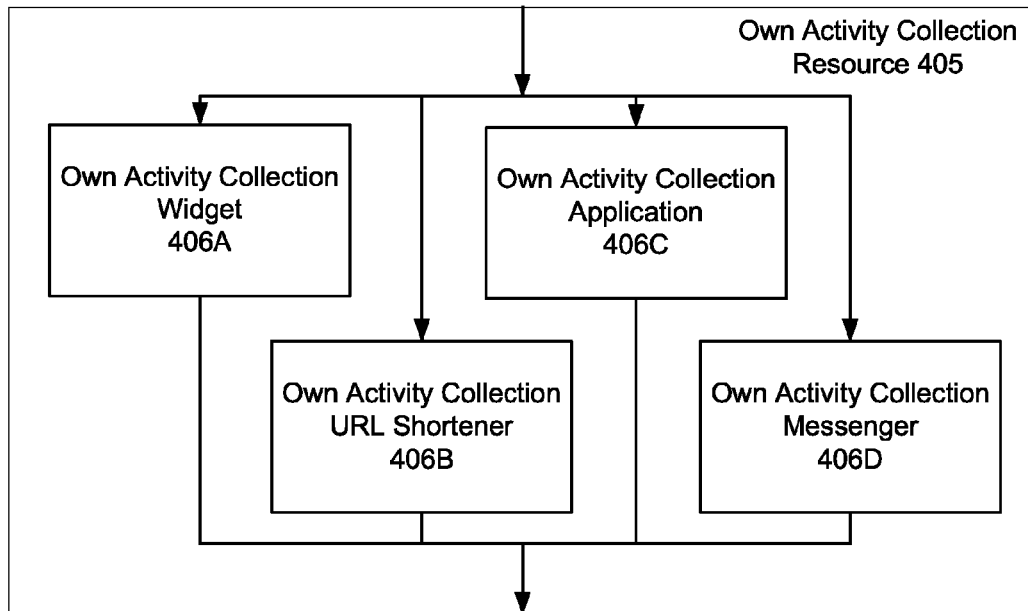 Own Activity Collection
Resource 405
Own Activity Collection
Widget
406A
Own Activity Collection
Application
406C
Own Activity Collection
URL Shortener
406B
Own Activity Collection
Messenger
406D